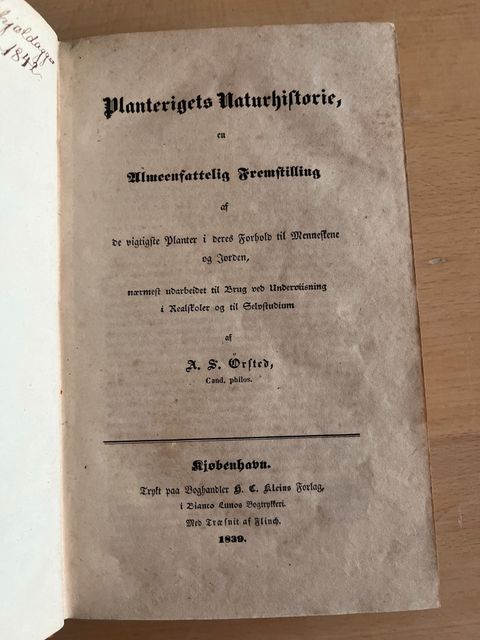 1842
Planterigets Naturhistorie,
en
Almeenfattelig Fremstilling
af
de vigtigste Planter i deres Forhold til Menneskene
og Jorden,
nærmest udarbeidet til Brug ved Underviisning
i Realskoler og til Selvstudium
af
A. S. Örsted,
Cand. philos.
Kjøbenhavn.
Trykt paa Boghandler H. C. Kleins Forlag,
i Bianco Lunos Bogtrykkeri.
Med Træsnit af Flinch.
1839.